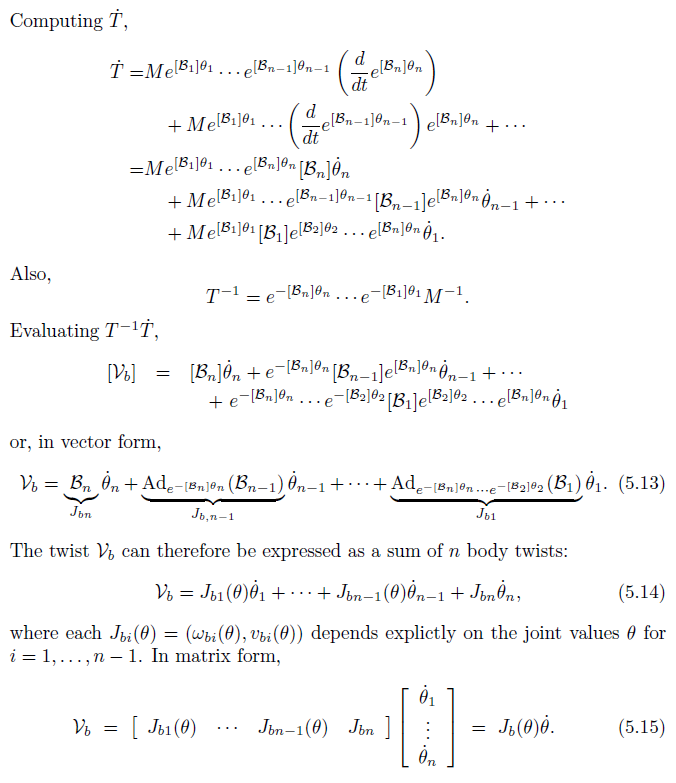 Computing Ṫ,
Ṫ =Me^{[ℬ_1]θ_1} ⋯ e^{[ℬ_{n−1}]θ_{n−1}} (d/dt e^{[ℬ_n]θ_n})
+ Me^{[ℬ_1]θ_1} ⋯ (d/dt e^{[ℬ_{n−1}]θ_{n−1}}) e^{[ℬ_n]θ_n} + ⋯
=Me^{[ℬ_1]θ_1} ⋯ e^{[ℬ_n]θ_n}[ℬ_n]θ̇_n
+ Me^{[ℬ_1]θ_1} ⋯ e^{[ℬ_{n−1}]θ_{n−1}}[ℬ_{n−1}]e^{[ℬ_n]θ_n}θ̇_{n−1} + ⋯
+ Me^{[ℬ_1]θ_1}[ℬ_1]e^{[ℬ_2]θ_2} ⋯ e^{[ℬ_n]θ_n}θ̇_1.
Also,
T^{−1} = e^{−[ℬ_n]θ_n} ⋯ e^{−[ℬ_1]θ_1}M^{−1}.
Evaluating T^{−1}Ṫ,
[𝒱_b] = [ℬ_n]θ̇_n + e^{−[ℬ_n]θ_n}[ℬ_{n−1}]e^{[ℬ_n]θ_n}θ̇_{n−1} + ⋯
+ e^{−[ℬ_n]θ_n} ⋯ e^{−[ℬ_2]θ_2}[ℬ_1]e^{[ℬ_2]θ_2} ⋯ e^{[ℬ_n]θ_n}θ̇_1
or, in vector form,
𝒱_b = ℬ_n θ̇_n + Ad_{e^{−[ℬ_n]θ_n}}(ℬ_{n−1}) θ̇_{n−1} + ⋯ + Ad_{e^{−[ℬ_n]θ_n}⋯e^{−[ℬ_2]θ_2}}(ℬ_1) θ̇_1. (5.13)
J_{bn} J_{b,n−1} J_{b1}
The twist 𝒱_b can therefore be expressed as a sum of n body twists:
𝒱_b = J_{b1}(θ)θ̇_1 + ⋯ + J_{bn−1}(θ)θ̇_{n−1} + J_{bn}θ̇_n, (5.14)
where each J_{bi}(θ) = (ω_{bi}(θ), v_{bi}(θ)) depends explictly on the joint values θ for
i = 1, …, n − 1. In matrix form,
𝒱_b = [ J_{b1}(θ) ⋯ J_{bn−1}(θ) J_{bn} ] [ θ̇_1 ⋮ θ̇_n ] = J_b(θ)θ̇. (5.15)